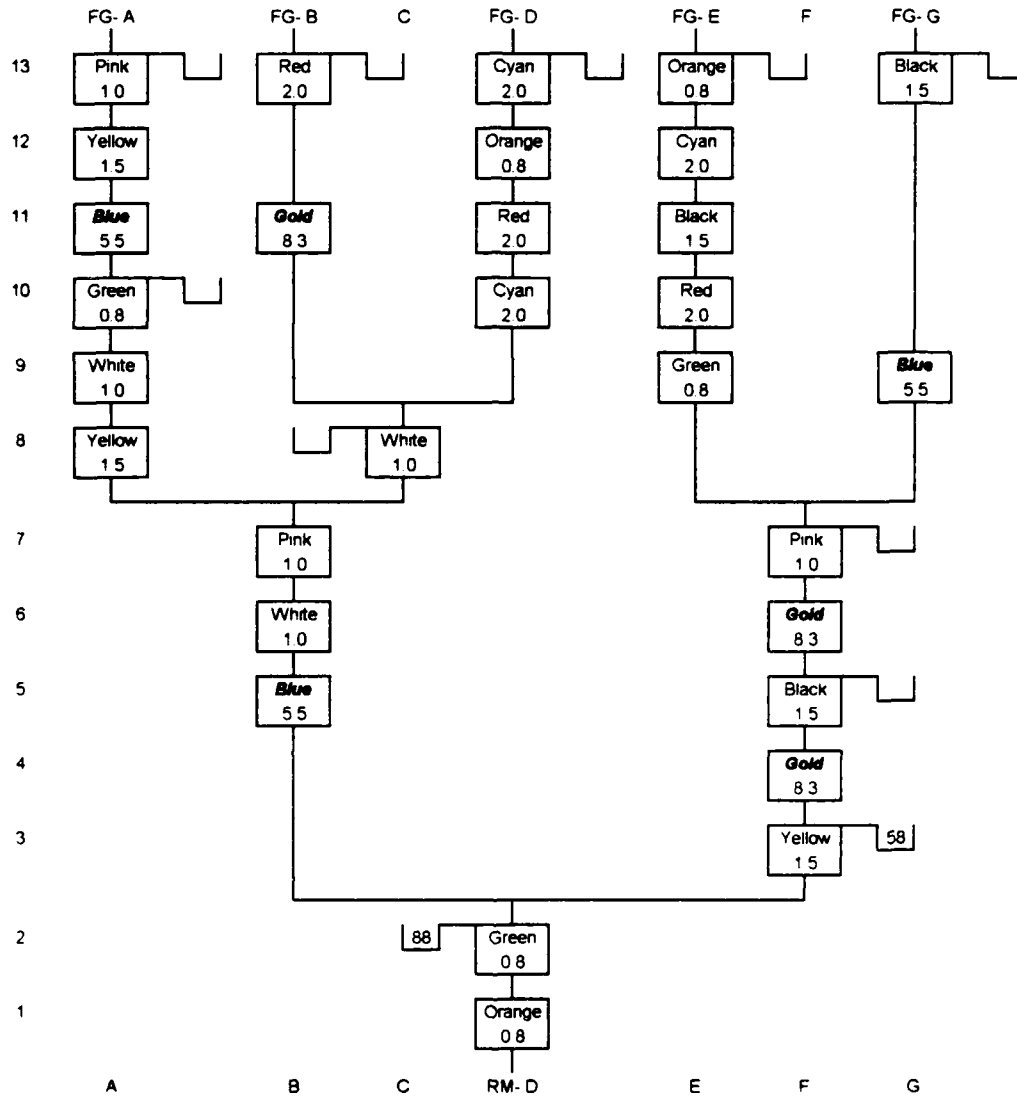 FG- A FG- B C FG- D FG- E F FG- G
13 Pink Red Cyan Orange Black
1 0 2.0 2.0 0.8 1 5
12 Yellow Orange Cyan
1.5 0.8 2.0
11 Blue Gold Red Black
5 5 8 3 2.0 1 5
10 Green Cyan Red
0.8 2.0 2.0
9 White Green Blue
1 0 0.8 5 5
8 Yellow White
1 5 1.0
7 Pink Pink
1 0 1 0
6 White Gold
1 0 8 3
5 Blue Black
5 5 1 5
4 Gold
8 3
3 Yellow 58
1 5
2 88 Green
0 8
1 Orange
0 8
A B C RM- D E F G